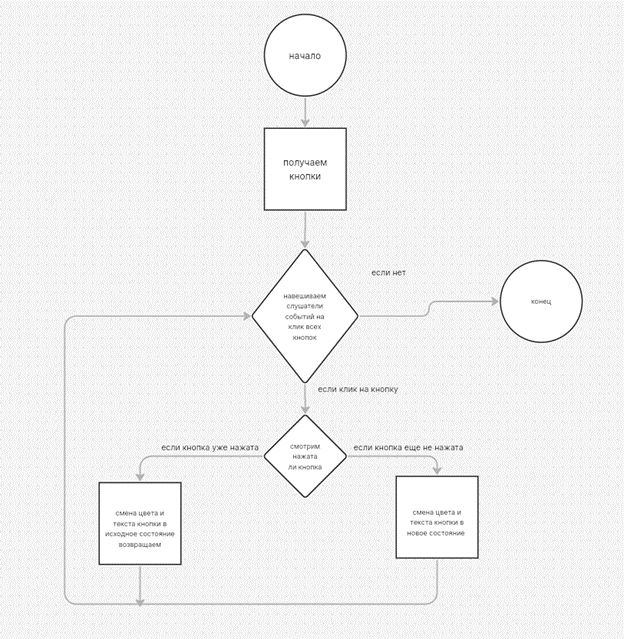 начало
получаем
кнопки
если нет
навешиваем
слушатели
событий на
клик всех
кнопок
конец
если клик на кнопку
если кнопка уже нажата
смотрим
нажата
ли кнопка
если кнопка еще не нажата
смена цвета и
текста кнопки в
исходное состояние
возвращаем
смена цвета и
текста кнопки в
новое состояние